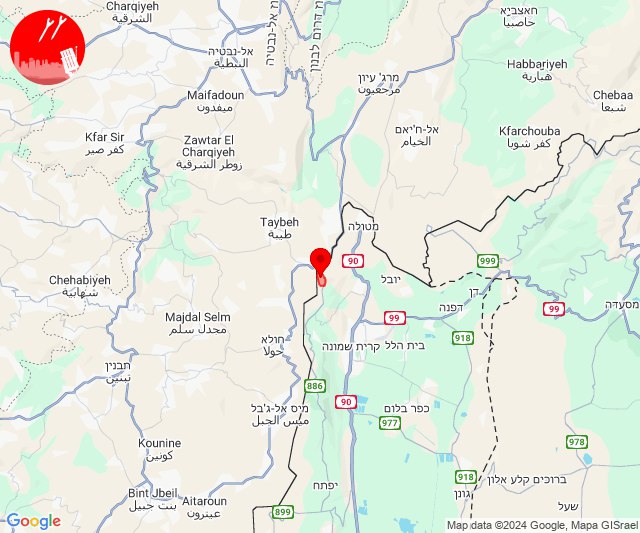 Charqiyeh
الشرقية
אל-נבטיה
النبطية
מחוז דרום לבנון
Maifadoun
ميفدون
Kfar Sir
كفر صير
Zawtar El
Charqiyeh
زوطر الشرقية
מרג' עיון
مرجعيون
חאצביא
حاصبيا
Habbariyeh
هبارية
Chebaa
شبعا
אל-ח'יאם
الخيام
Kfarchouba
كفر شوبا
Taybeh
طيبة
מטולה
90
999
יובל
דן
דפנה
99
99
מסעדה
Chehabiyeh
شهابية
Majdal Selm
مجدل سلم
חולא
حولا
קרית שמונה
בית הלל
918
תבנין
تبنين
886
90
מיס אל-ג'בל
ميس الجبل
כפר בלום
977
978
Kounine
كونين
918
גונן
ברוכים קלע אלון
Bint Jbeil
بنت جبيل
Aitaroun
عيترون
יפתח
899
שעל
Google
Map data ©2024 Google, Mapa GISrael